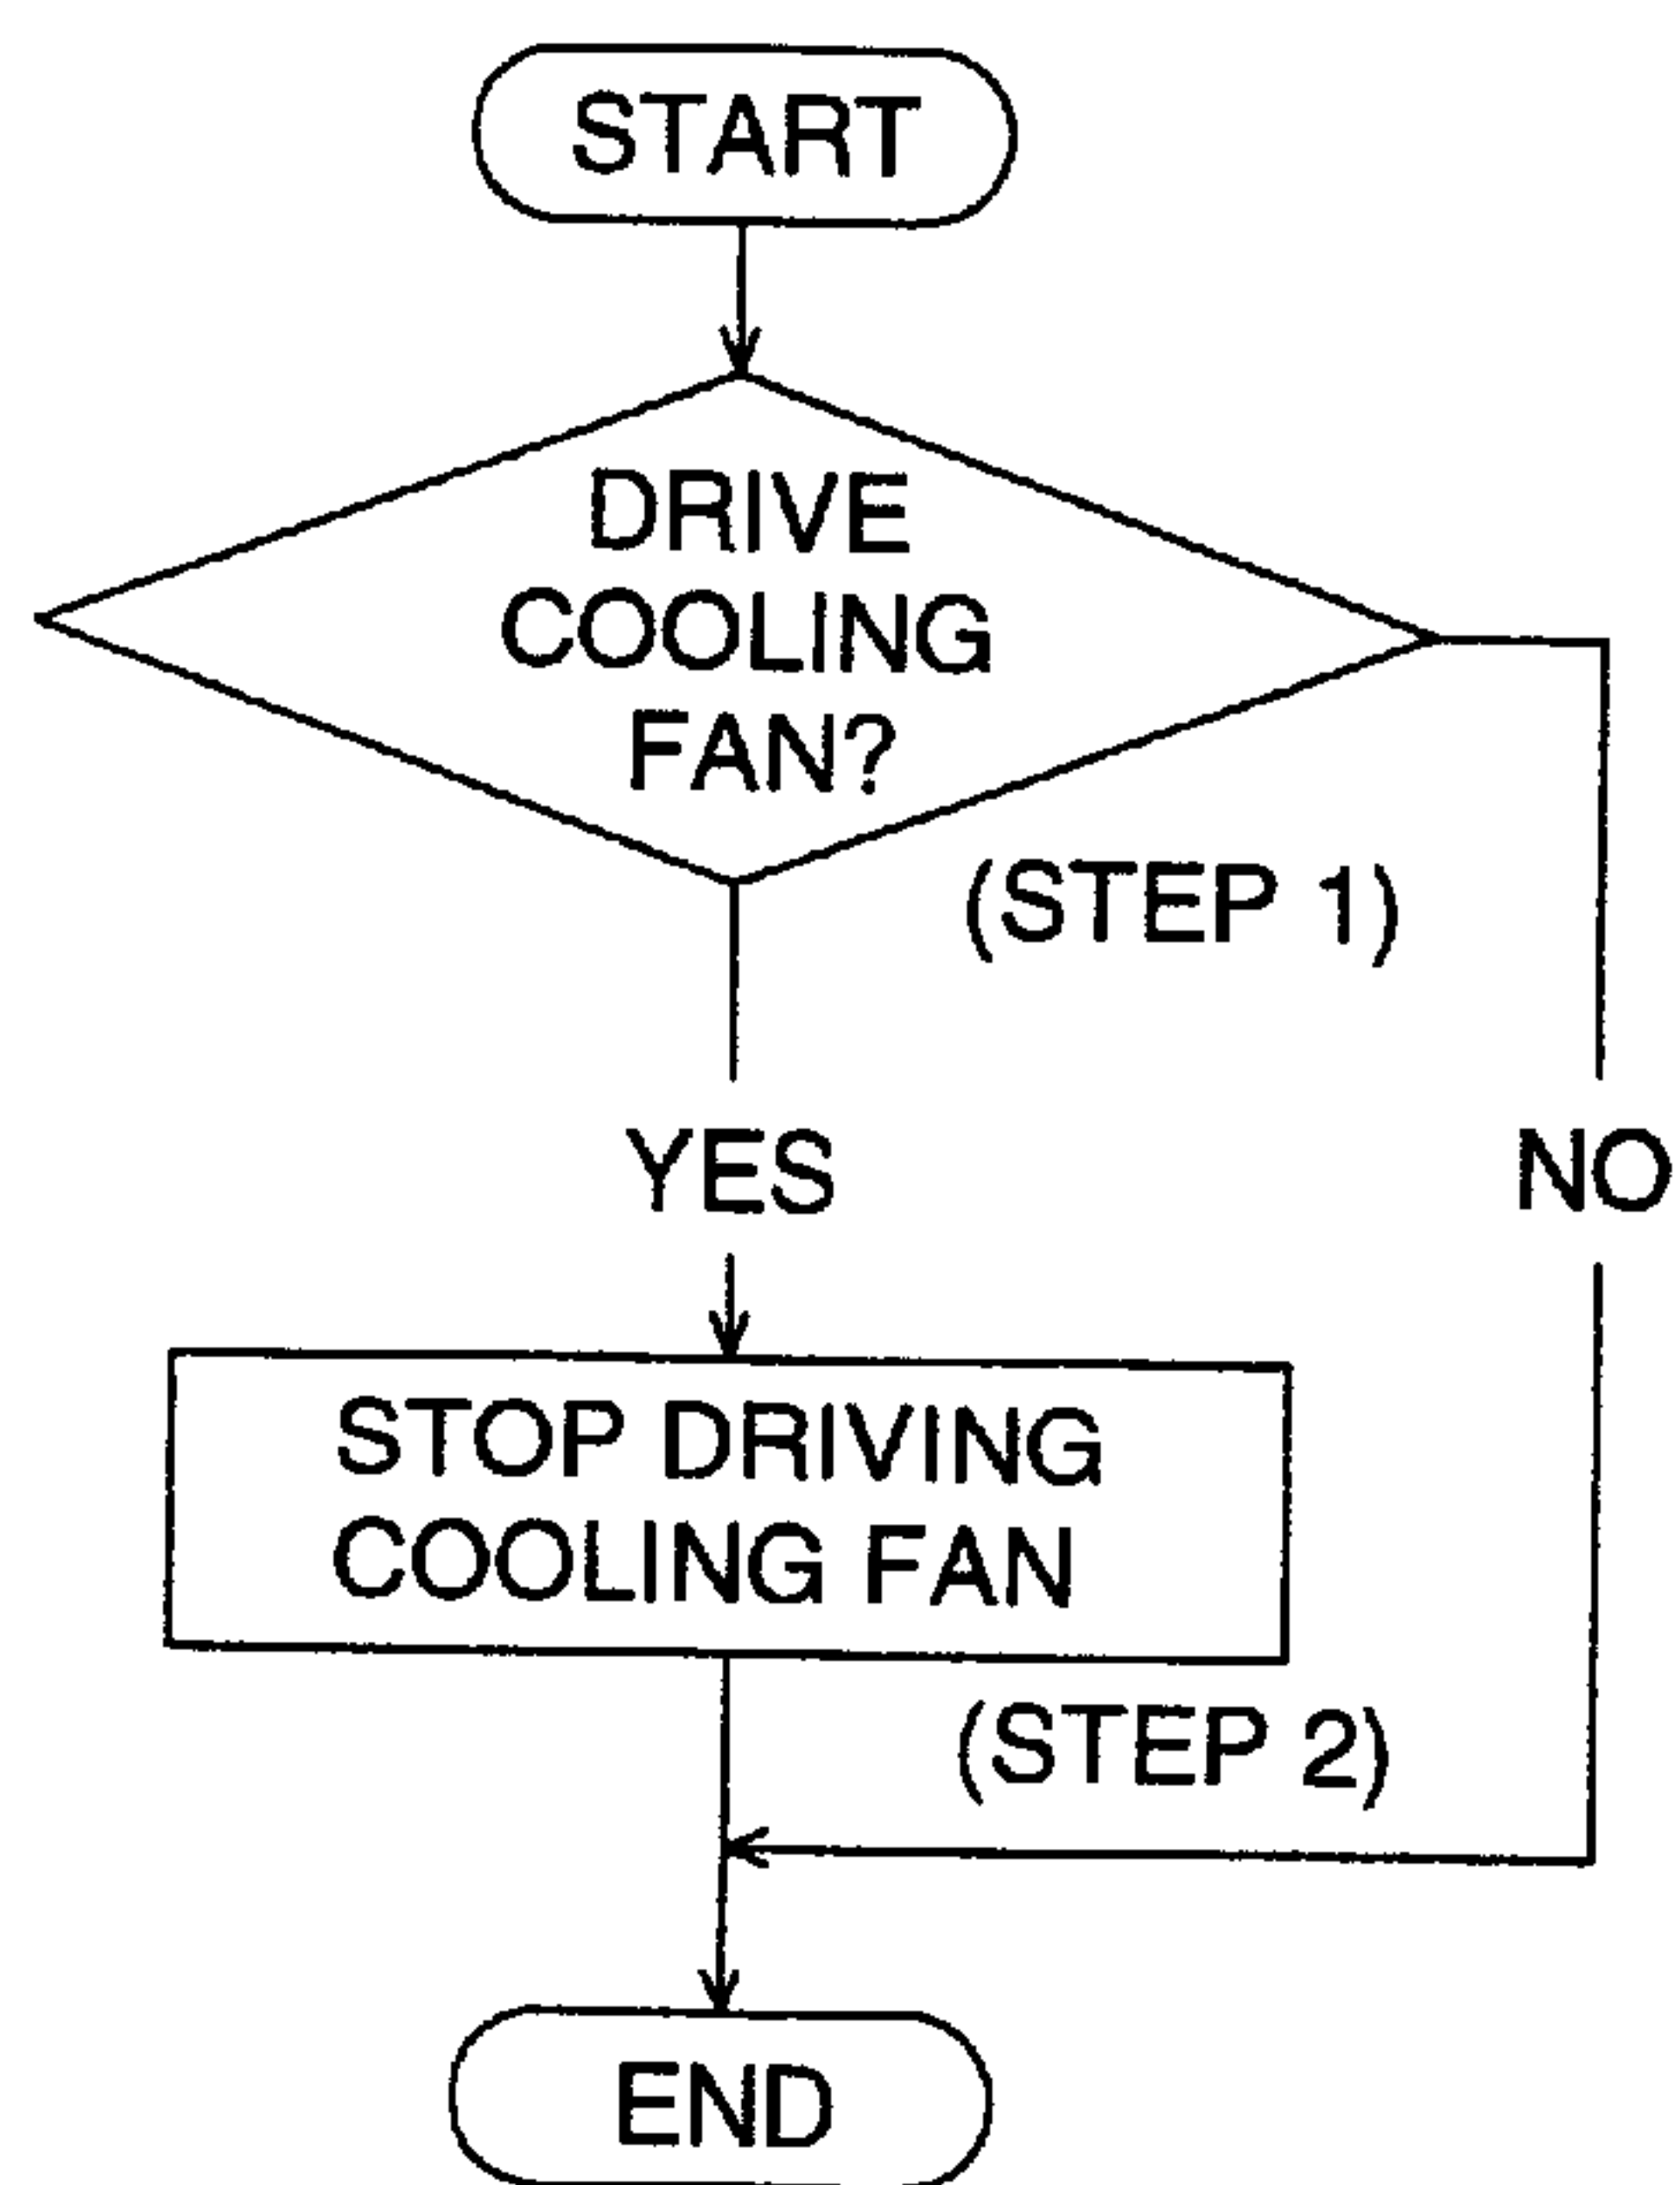 START
DRIVE
COOLING
FAN?
(STEP 1)
YES
NO
STOP DRIVING
COOLING FAN
(STEP 2)
END